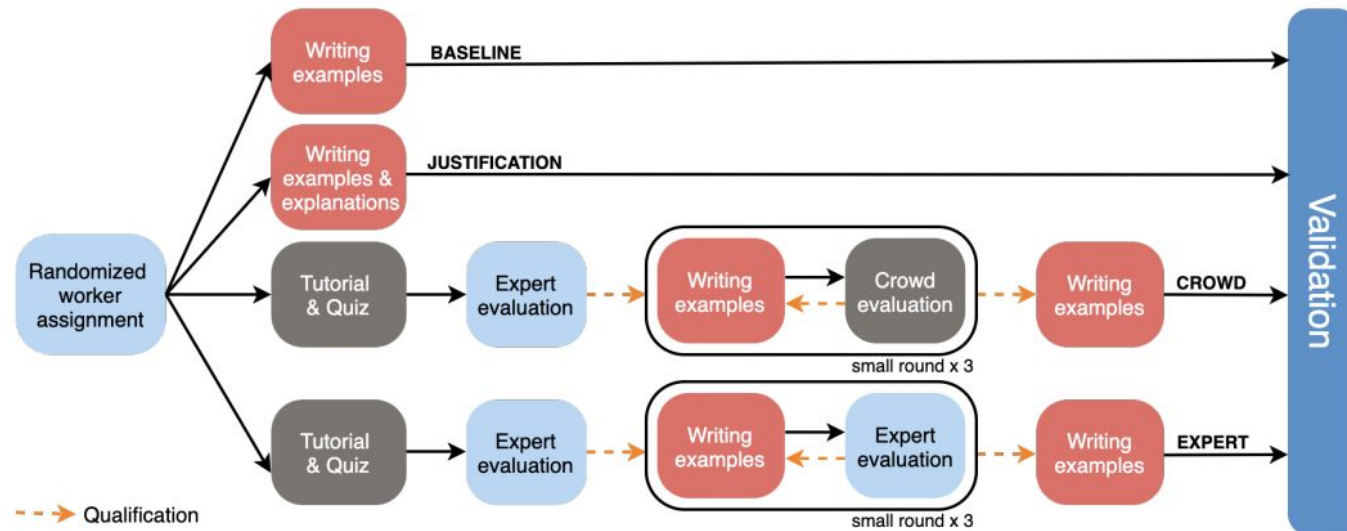 Writing
examples
BASELINE
Writing
examples &
explanations
JUSTIFICATION
Randomized
worker
assignment
Tutorial
& Quiz
Expert
evaluation
Writing
examples
Crowd
evaluation
small round x 3
Writing
examples
CROWD
Tutorial
& Quiz
Expert
evaluation
Writing
examples
Expert
evaluation
small round x 3
Writing
examples
EXPERT
Validation
Qualification